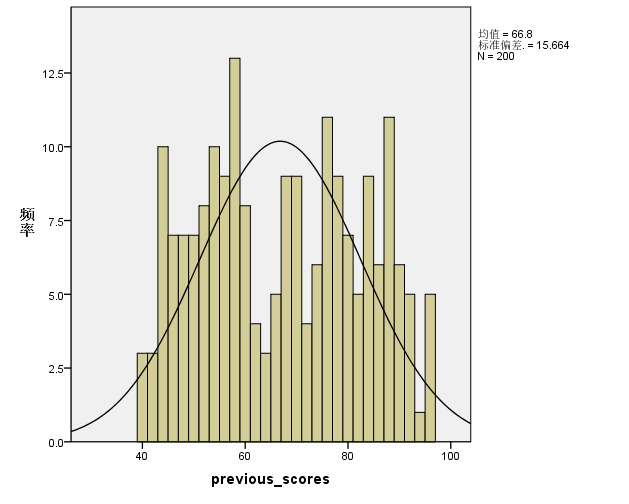 均值 = 66.8
标准偏差. = 15.664
N = 200
12.5
10.0
7.5
5.0
2.5
0.0
频
率
40 60 80 100
previous_scores